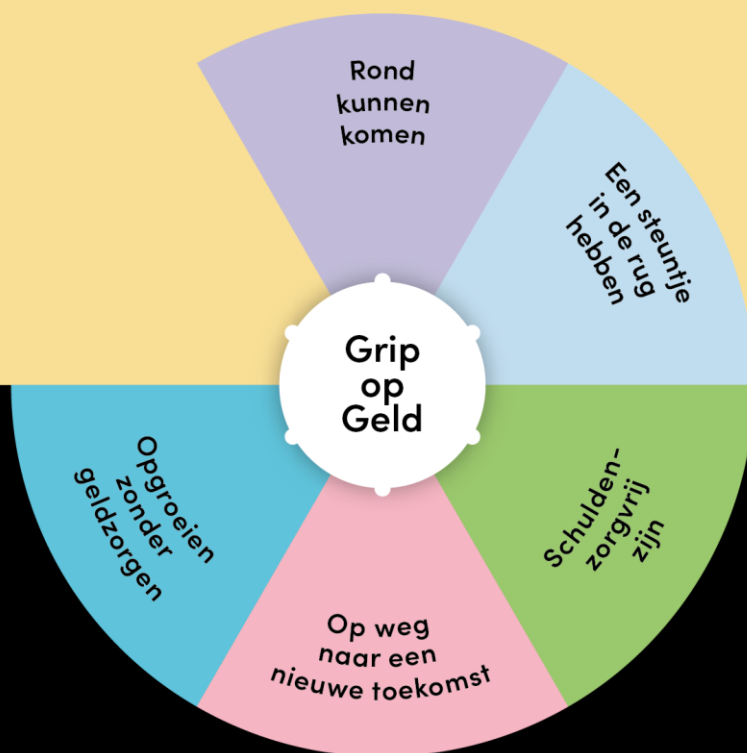 Rond
kunnen
komen
Een steuntje
in de rug
hebben
Grip
op
Geld
Schulden-
zorgvrij
zijn
Op weg
naar een
nieuwe toekomst
Opgroeien
zonder
geldzorgen